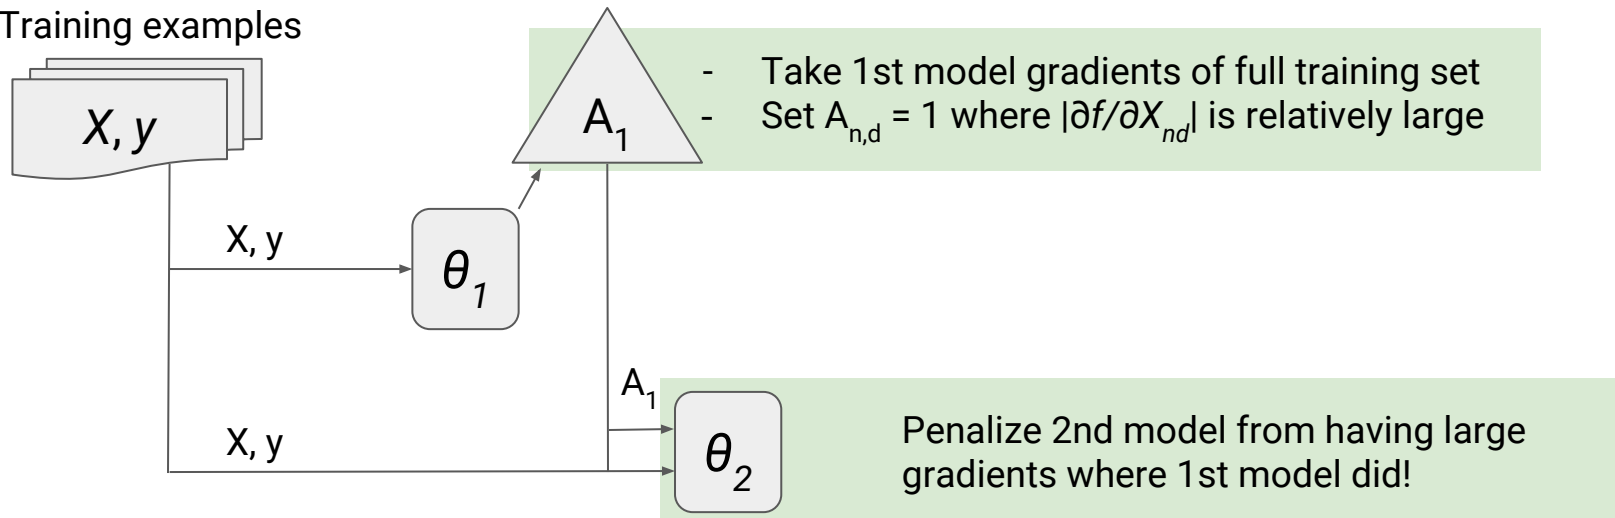 Training examples
X, y
A₁
- Take 1st model gradients of full training set
- Set Aₙ,d = 1 where |∂f/∂Xₙd| is relatively large
X, y
θ₁
A₁
X, y
θ₂
Penalize 2nd model from having large
gradients where 1st model did!